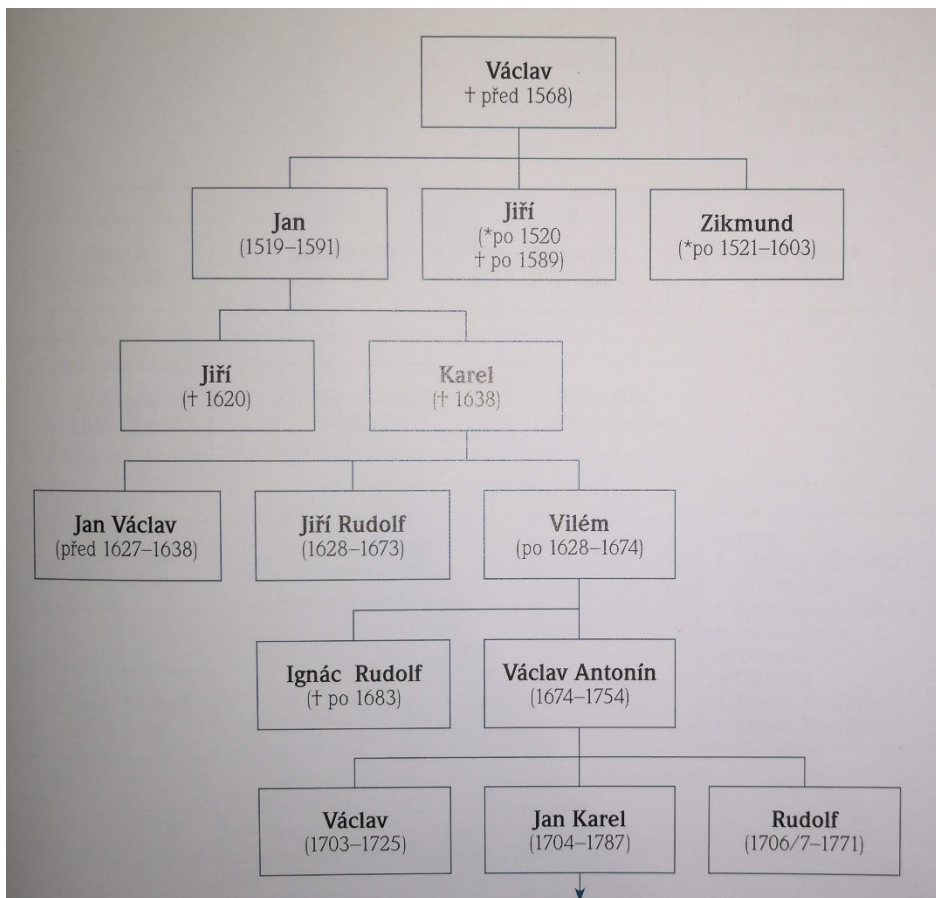 Václav
† před 1568)
Jan
(1519–1591)
Jiří
(*po 1520
† po 1589)
Zikmund
(*po 1521–1603)
Jiří
(† 1620)
Karel
(† 1638)
Jan Václav
(před 1627–1638)
Jiří Rudolf
(1628–1673)
Vilém
(po 1628–1674)
Ignác Rudolf
(† po 1683)
Václav Antonín
(1674–1754)
Václav
(1703–1725)
Jan Karel
(1704–1787)
Rudolf
(1706/7–1771)